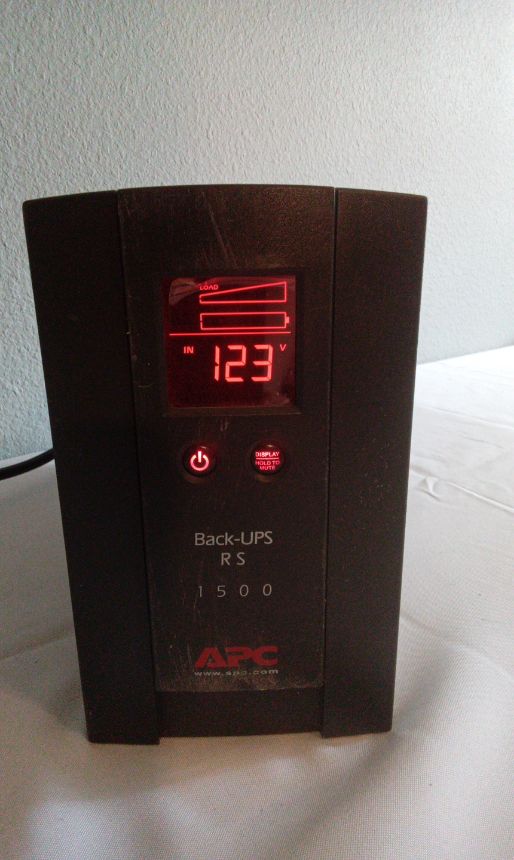 LOAD
IN 123 V
DISPLAY
HOLD TO
MUTE
Back-UPS
RS
1500
APC
www.apc.com